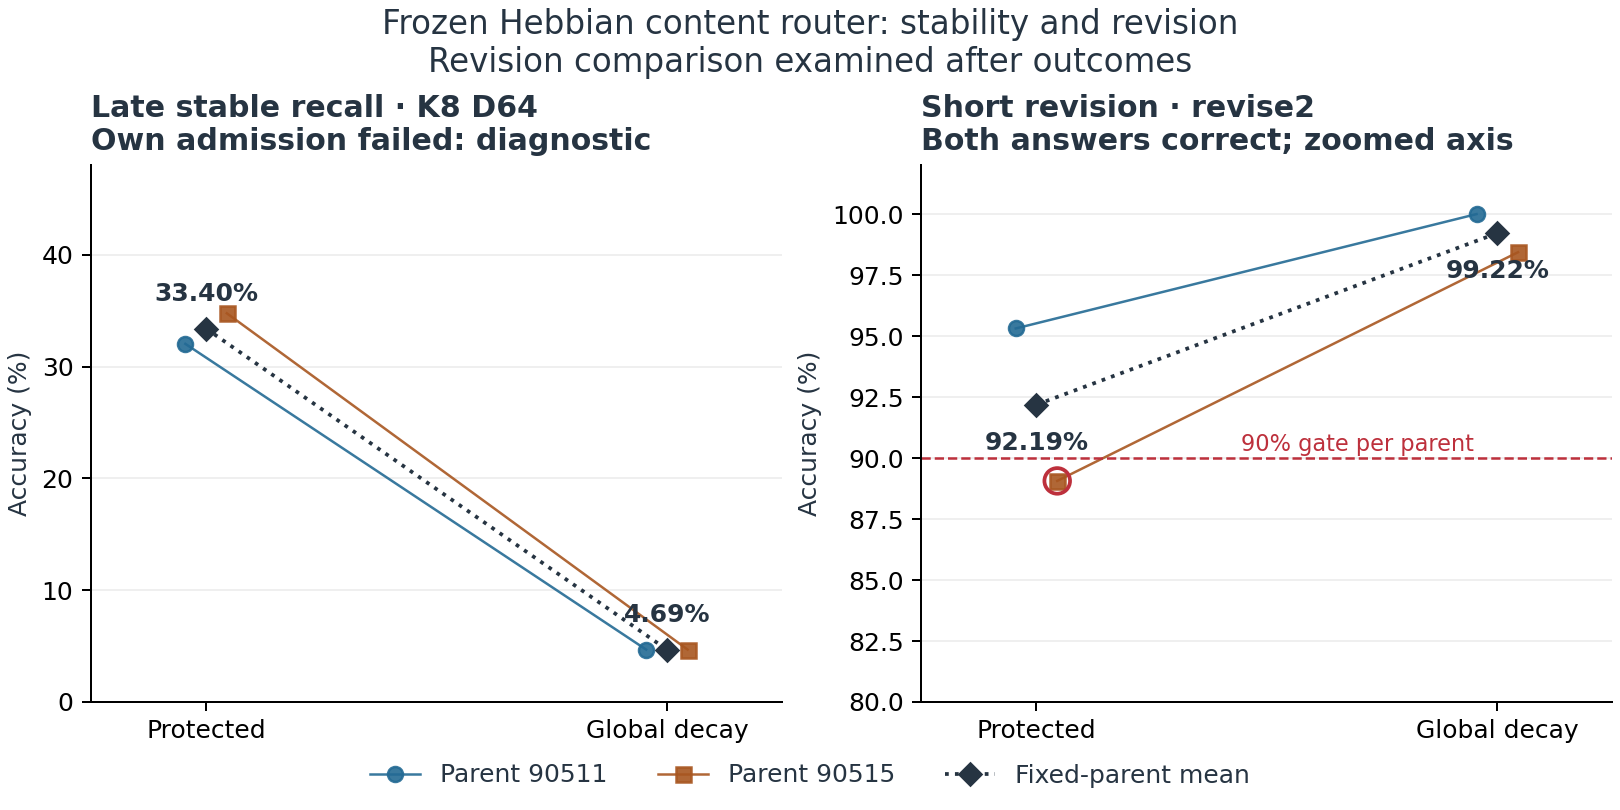 Frozen Hebbian content router: stability and revision
Revision comparison examined after outcomes
Late stable recall · K8 D64
Own admission failed: diagnostic
Accuracy (%)
40
30
20
10
0
33.40%
4.69%
Protected
Global decay
Short revision · revise2
Both answers correct; zoomed axis
Accuracy (%)
100.0
97.5
95.0
92.5
90.0
87.5
85.0
82.5
80.0
99.22%
92.19%
90% gate per parent
Protected
Global decay
Parent 90511
Parent 90515
Fixed-parent mean